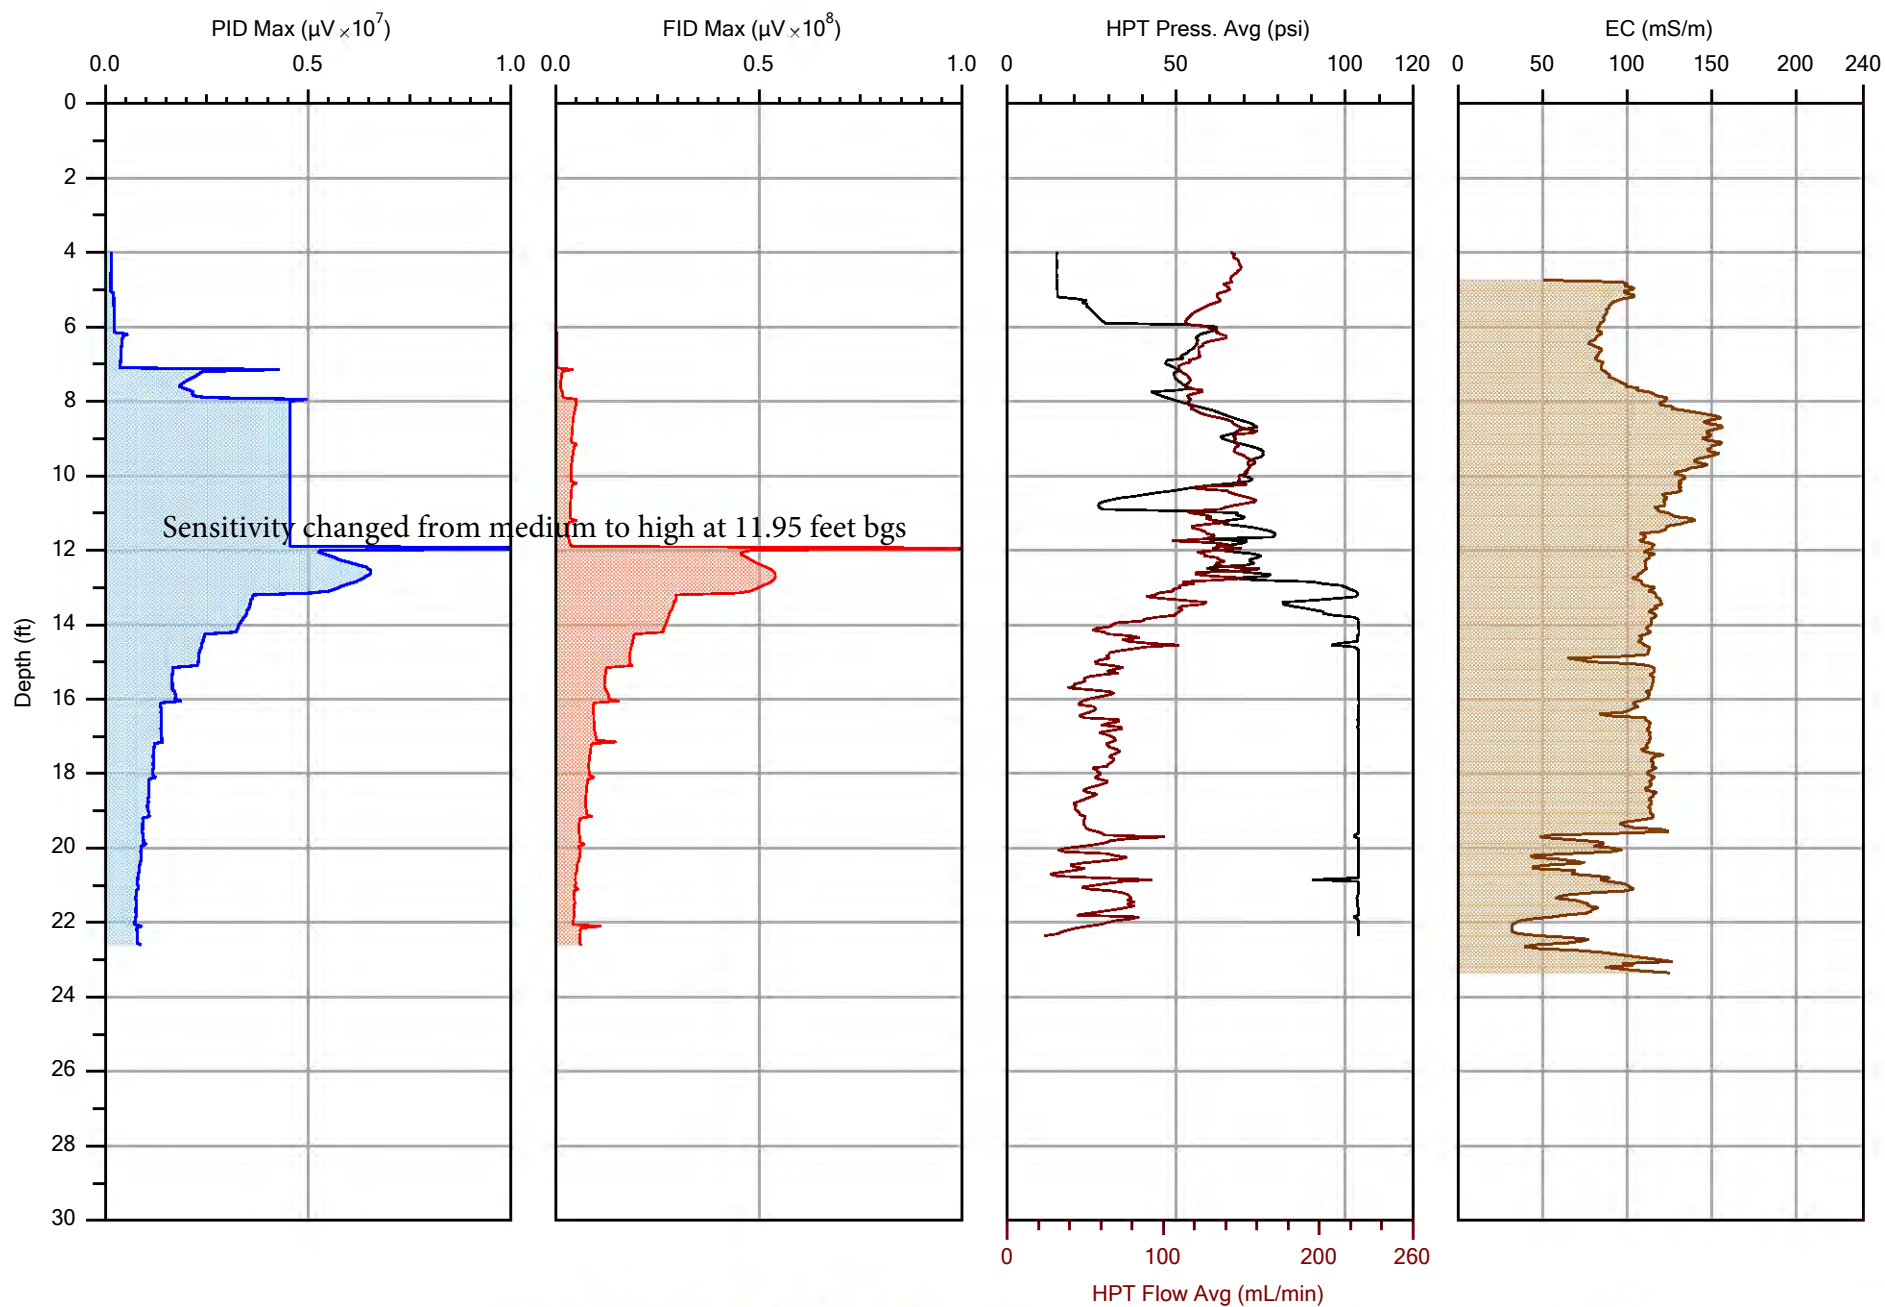 PID Max (µV ×10⁷) FID Max (µV ×10⁸) HPT Press. Avg (psi) EC (mS/m)
0.0 0.5 1.0 0.0 0.5 1.0 0 50 100 120 0 50 100 150 200 240
0
2
4
6
8
10
Sensitivity changed from medium to high at 11.95 feet bgs
12
14
Depth (ft)
16
18
20
22
24
26
28
30
0 100 200 260
HPT Flow Avg (mL/min)